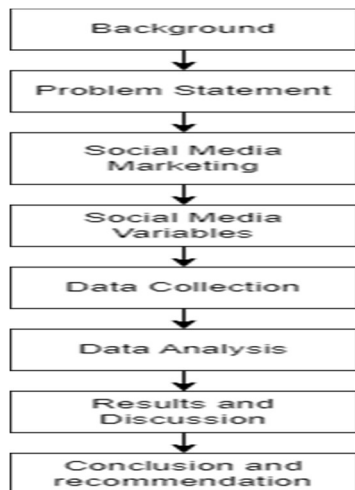 Background
Problem Statement
Social Media
Marketing
Social Media
Variables
Data Collection
Data Analysis
Results and
Discussion
Conclusion and
recommendation